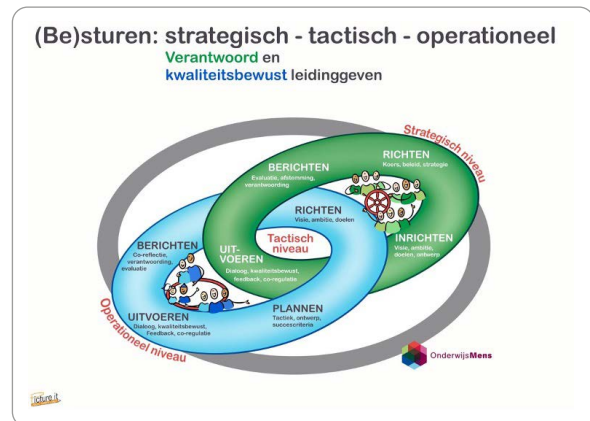 (Be)sturen: strategisch - tactisch - operationeel
Verantwoord en
kwaliteitsbewust leidinggeven
Strategisch niveau
BERICHTEN
Evaluatie, afstemming,
verantwoording
RICHTEN
Koers, beleid, strategie
RICHTEN
Visie, ambitie, doelen
INRICHTEN
Visie, ambitie,
doelen, ontwerp
Tactisch
niveau
UIT-
VOEREN
Dialoog, kwaliteitsbewust,
feedback, co-regulatie
BERICHTEN
Co-reflectie,
verantwoording,
evaluatie
PLANNEN
Tactiek, ontwerp,
succescriteria
UITVOEREN
Dialoog, kwaliteitsbewust,
Feedback, co-regulatie
Operationeel niveau
OnderwijsMens